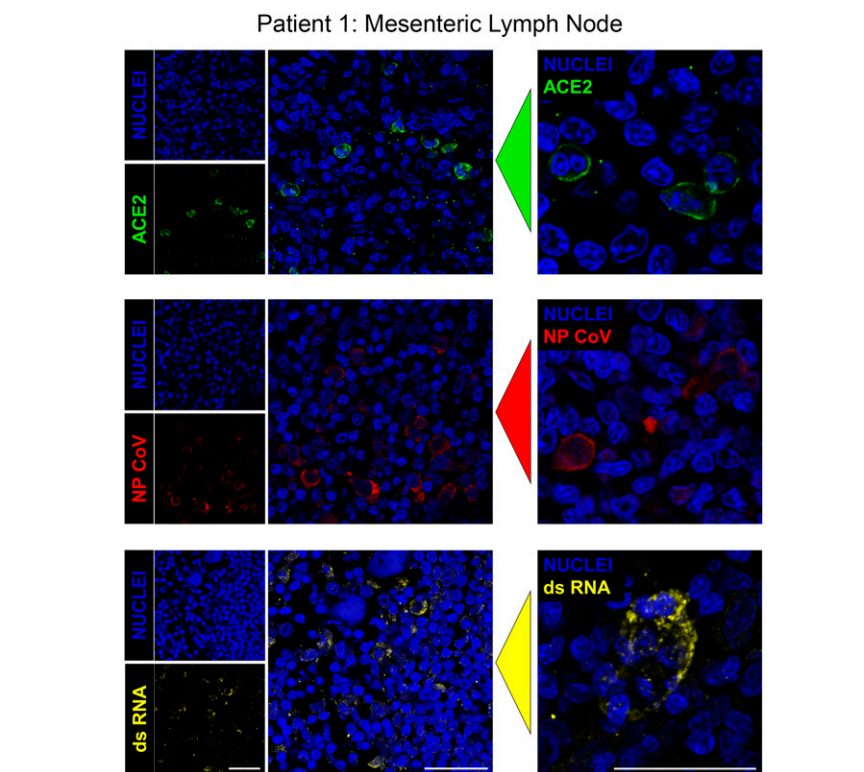 Patient 1: Mesenteric Lymph Node
NUCLEI
ACE2
NUCLEI
ACE2
NUCLEI
NP CoV
NUCLEI
NP CoV
NUCLEI
ds RNA
NUCLEI
ds RNA